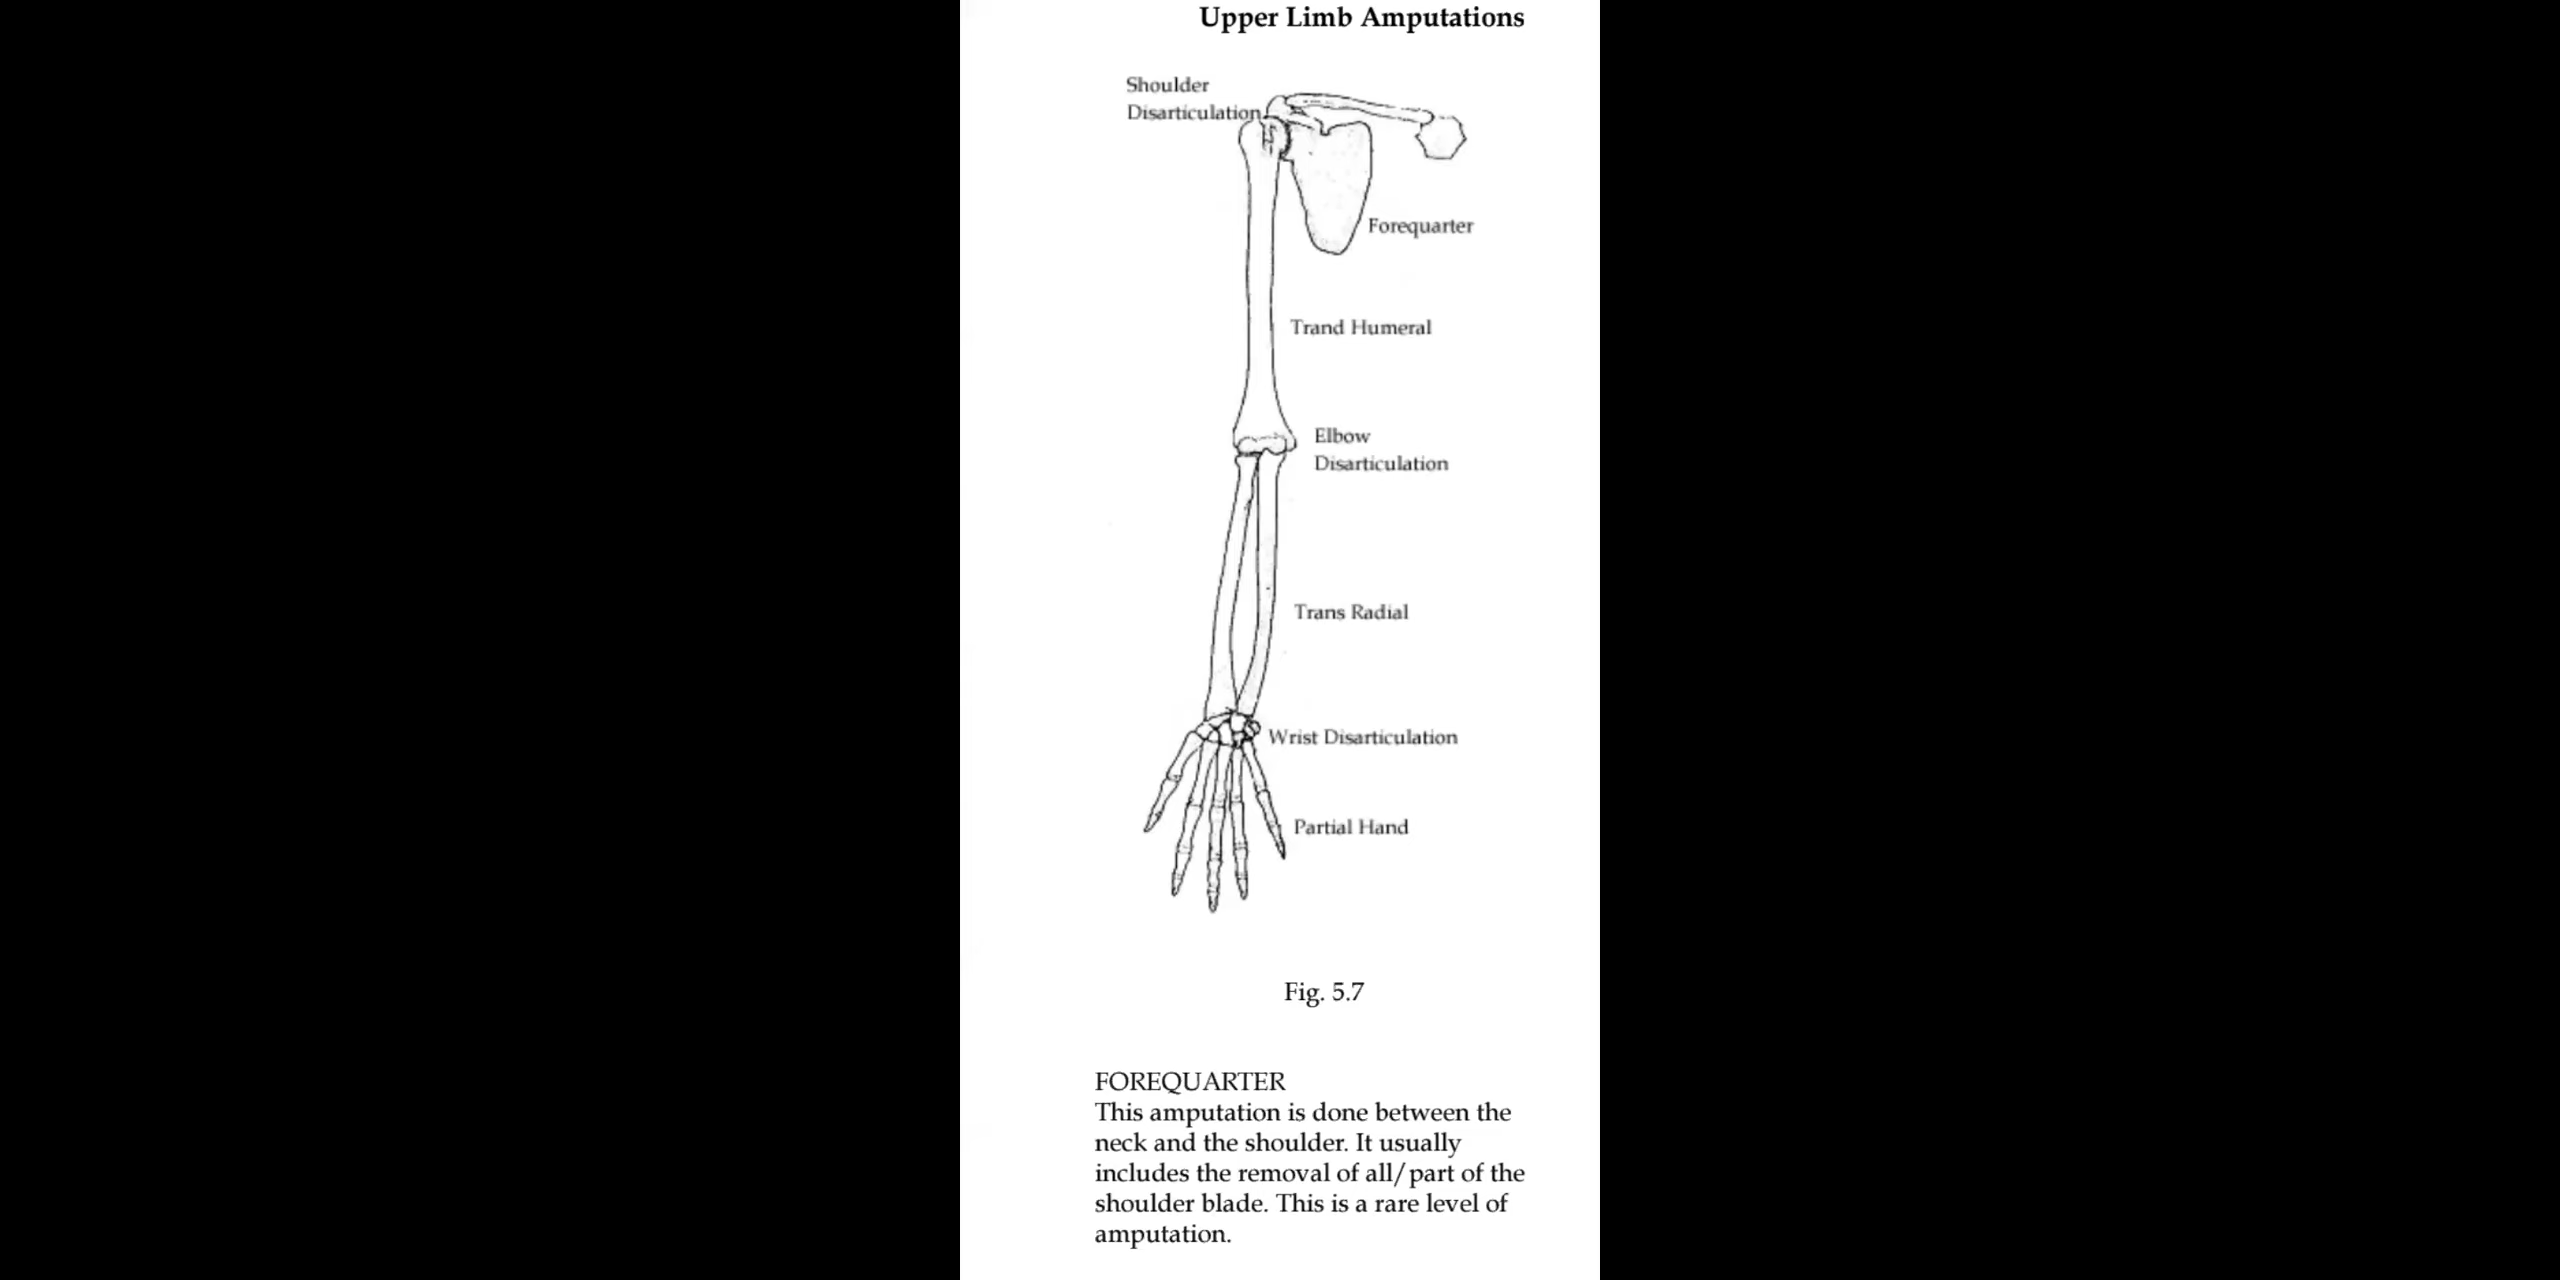 Upper Limb Amputations
Shoulder
Disarticulation
Forequarter
Trand Humeral
Elbow
Disarticulation
Trans Radial
Wrist Disarticulation
Partial Hand
Fig. 5.7
FOREQUARTER
This amputation is done between the
neck and the shoulder. It usually
includes the removal of all/part of the
shoulder blade. This is a rare level of
amputation.